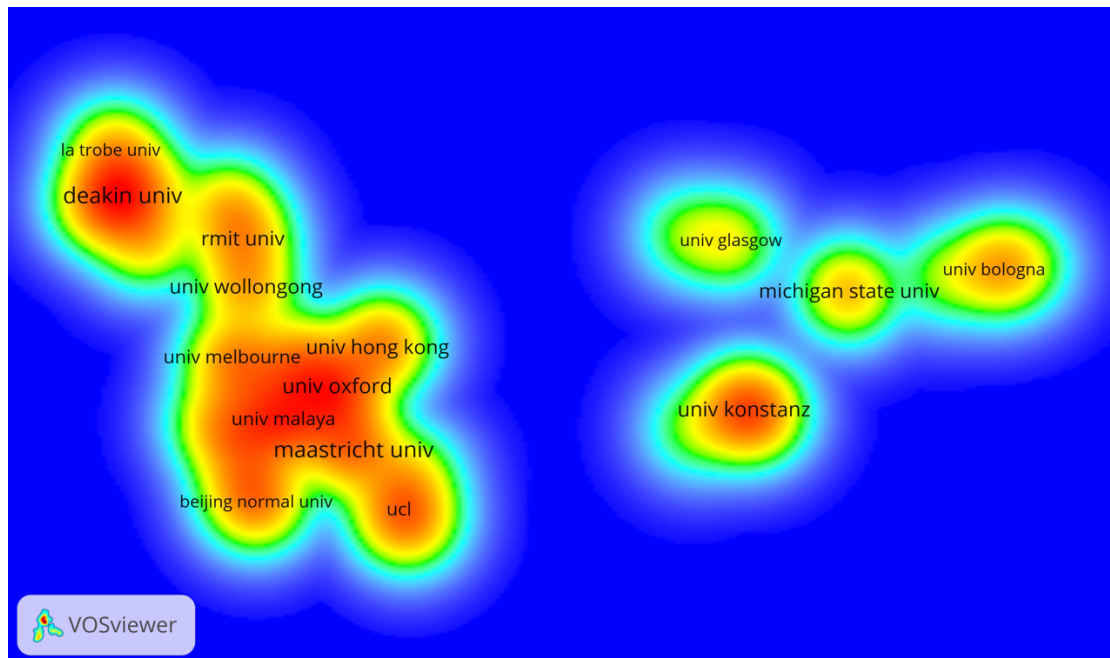 la trobe univ
deakin univ
rmit univ
univ wollongong
univ melbourne
univ hong kong
univ oxford
univ malaya
maastricht univ
beijing normal univ
ucl
univ glasgow
michigan state univ
univ bologna
univ konstanz
VOSviewer